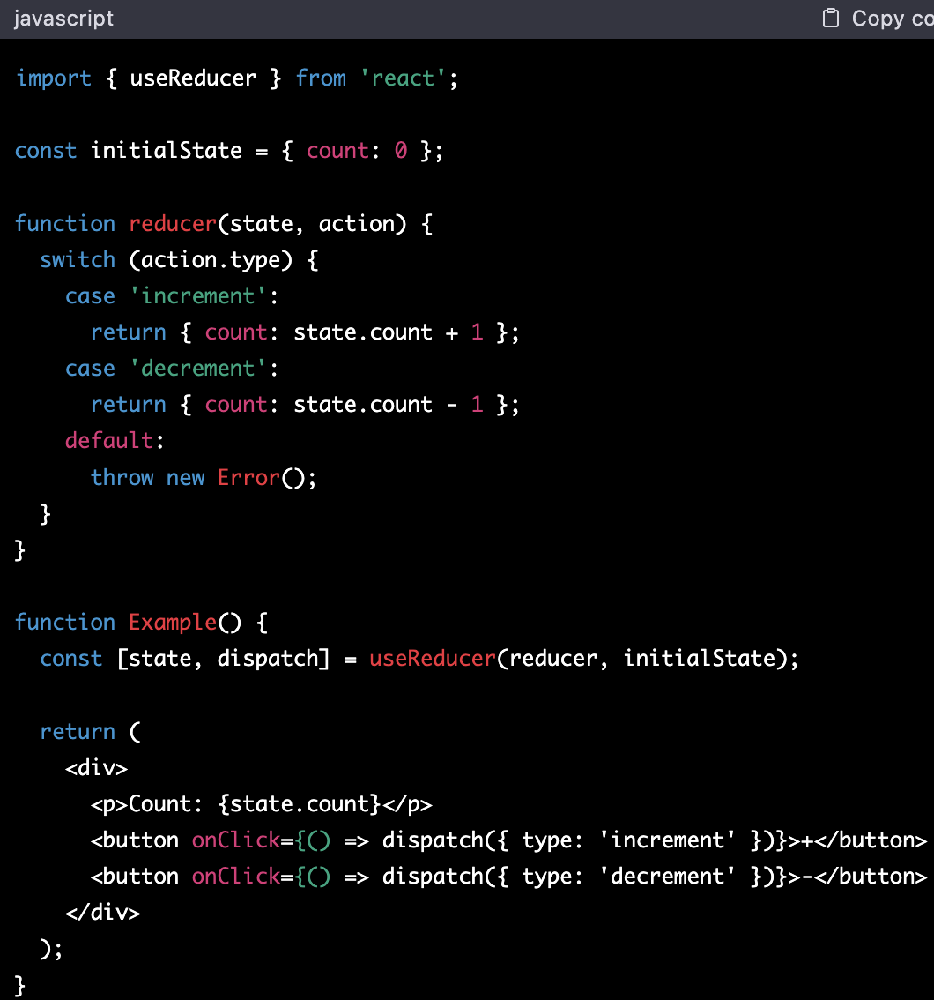 javascript
Copy co
import { useReducer } from 'react';
const initialState = { count: 0 };
function reducer(state, action) {
  switch (action.type) {
    case 'increment':
      return { count: state.count + 1 };
    case 'decrement':
      return { count: state.count - 1 };
    default:
      throw new Error();
  }
}
function Example() {
  const [state, dispatch] = useReducer(reducer, initialState);
  return (
    <div>
      <p>Count: {state.count}</p>
      <button onClick={() => dispatch({ type: 'increment' })}>+</button>
      <button onClick={() => dispatch({ type: 'decrement' })}>-</button>
    </div>
  );
}